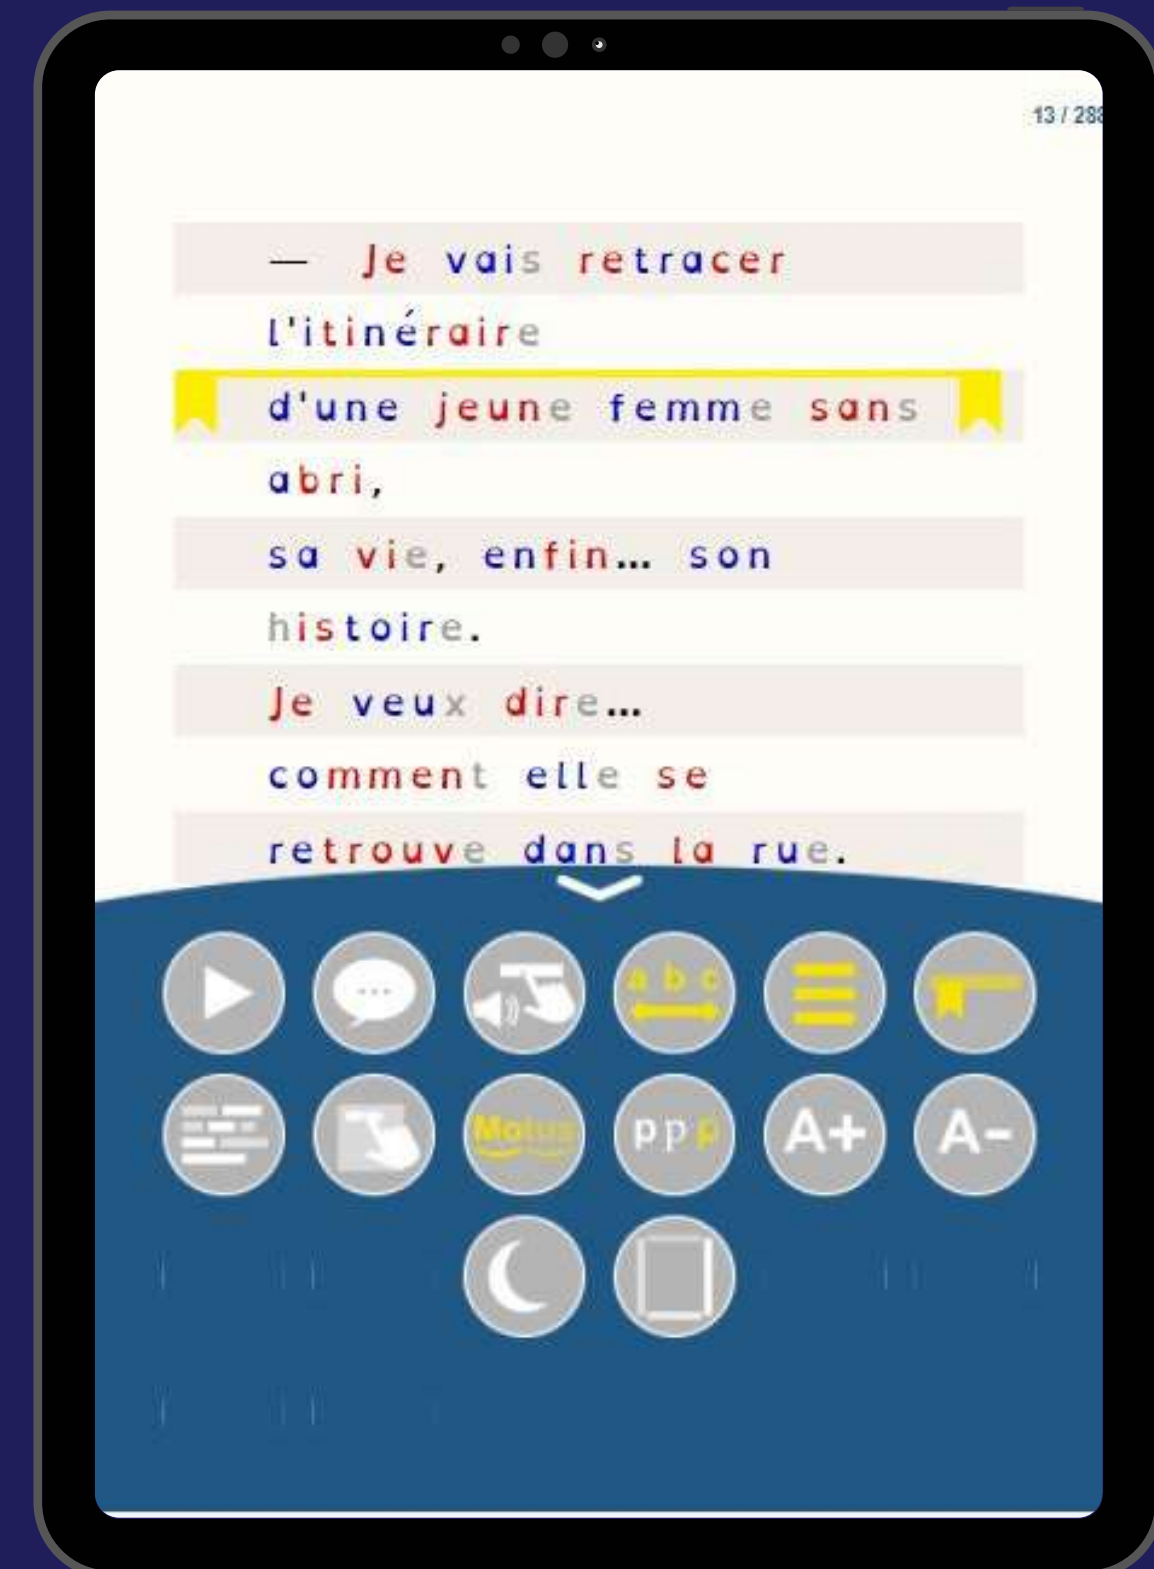 13 / 288
— Je vais retracer
l'itinéraire
d'une jeune femme sans
abri,
sa vie, enfin... son
histoire.
Je veux dire...
comment elle se
retrouve dans la rue.
a b c
Motus
p p p
A+
A-